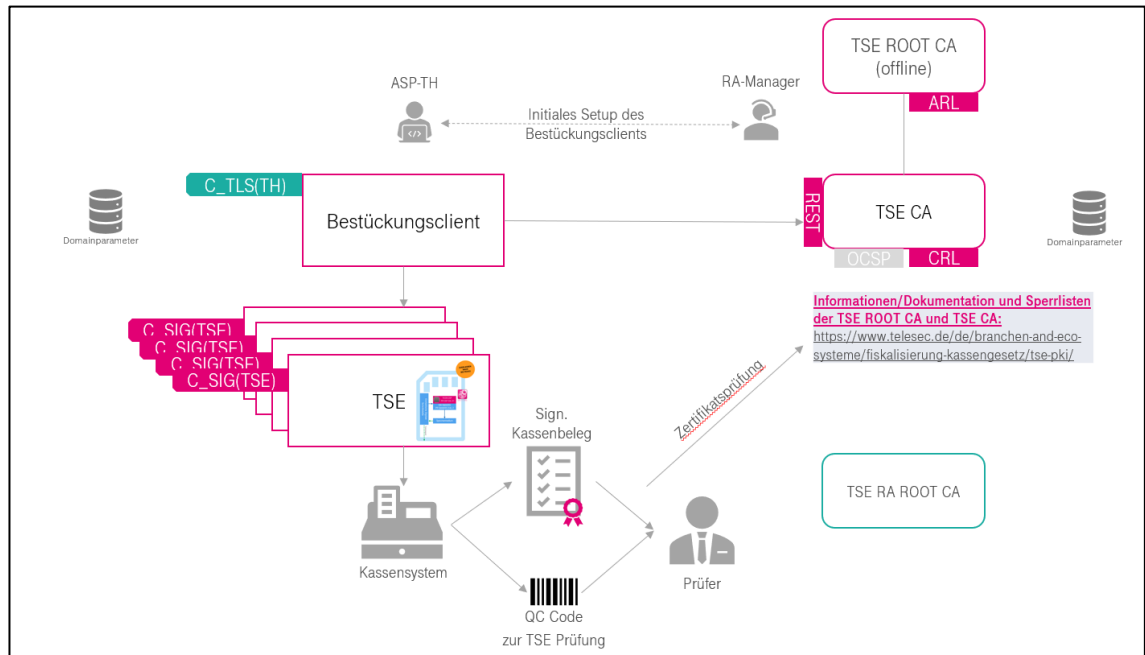 TSE ROOT CA
(offline)
ARL
ASP-TH
RA-Manager
Initiales Setup des
Bestückungsclients
C_TLS(TH)
Bestückungsclient
REST
TSE CA
OCSP
CRL
Domainparameter
Domainparameter
Informationen/Dokumentation und Sperrlisten
der TSE ROOT CA und TSE CA:
https://www.telesec.de/de/branchen-and-eco-
systeme/fiskalisierung-kassengesetz/tse-pki/
C_SIG(TSE)
C_SIG(TSE)
C_SIG(TSE)
C_SIG(TSE)
TSE
Sign.
Kassenbeleg
Zertifikatsprüfung
TSE RA ROOT CA
Kassensystem
Prüfer
QC Code
zur TSE Prüfung